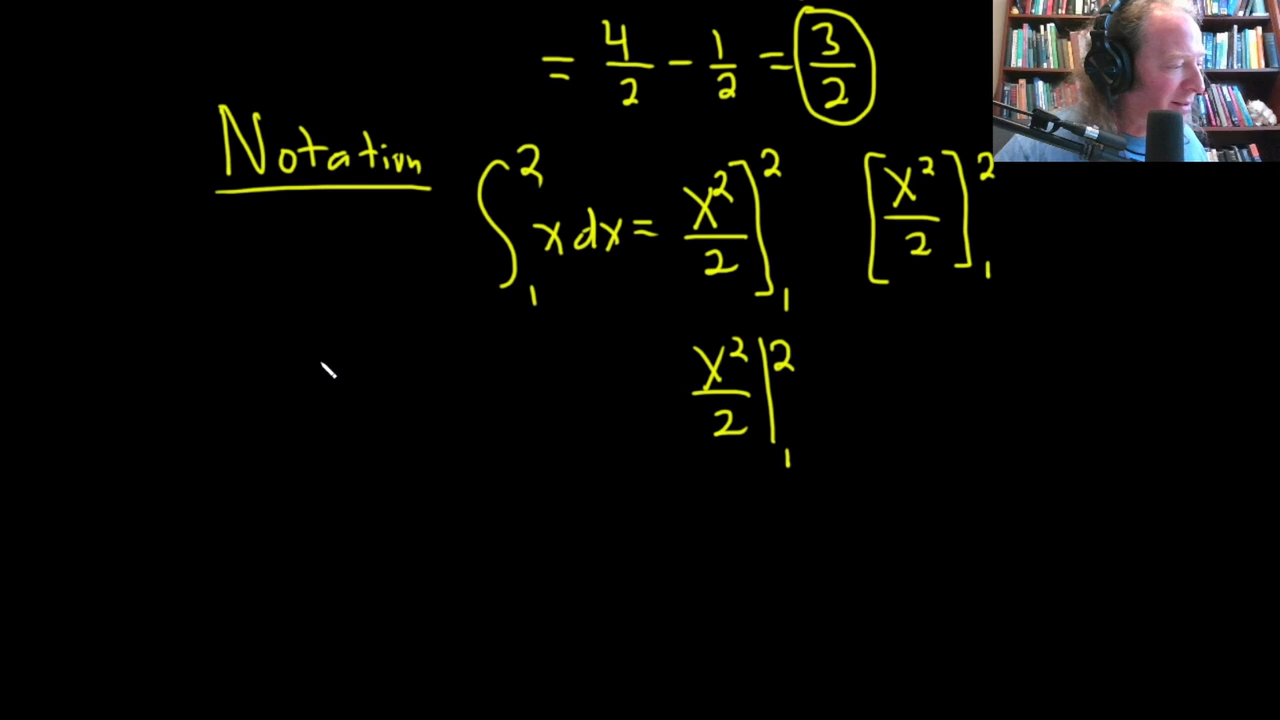 = 4/2 - 1/2 = 3/2
Notation ∫₁² x dx = x²/2]₁² [x²/2]₁²
x²/2|₁²